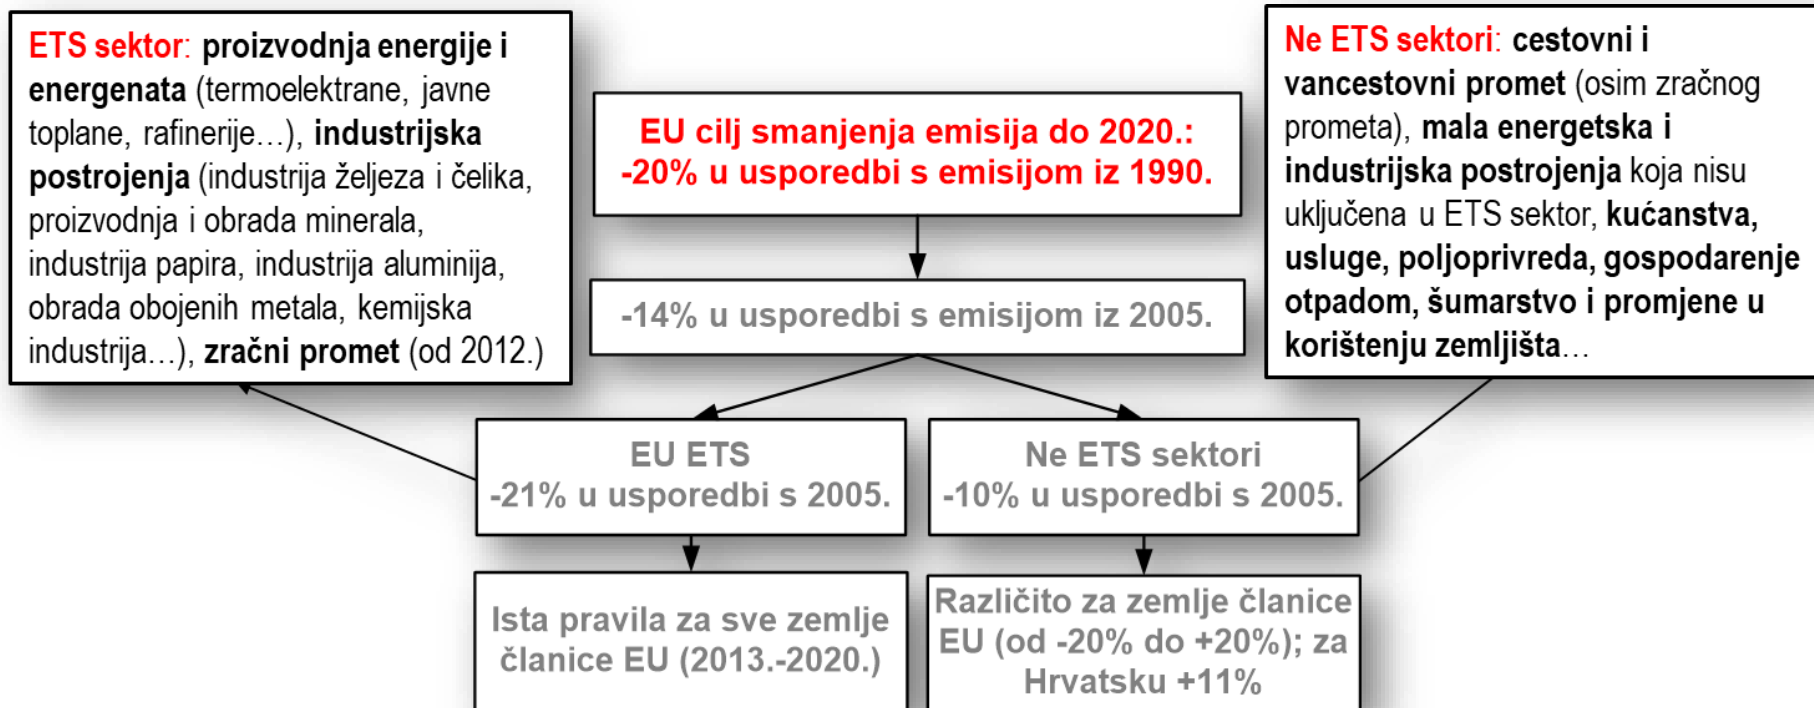 ETS sektor: proizvodnja energije i
energenata (termoelektrane, javne
toplane, rafinerije…), industrijska
postrojenja (industrija željeza i čelika,
proizvodnja i obrada minerala,
industrija papira, industrija aluminija,
obrada obojenih metala, kemijska
industrija…), zračni promet (od 2012.)
EU cilj smanjenja emisija do 2020.:
-20% u usporedbi s emisijom iz 1990.
-14% u usporedbi s emisijom iz 2005.
Ne ETS sektori: cestovni i
vancestovni promet (osim zračnog
prometa), mala energetska i
industrijska postrojenja koja nisu
uključena u ETS sektor, kućanstva,
usluge, poljoprivreda, gospodarenje
otpadom, šumarstvo i promjene u
korištenju zemljišta…
EU ETS
-21% u usporedbi s 2005.
Ne ETS sektori
-10% u usporedbi s 2005.
Ista pravila za sve zemlje
članice EU (2013.-2020.)
Različito za zemlje članice
EU (od -20% do +20%); za
Hrvatsku +11%